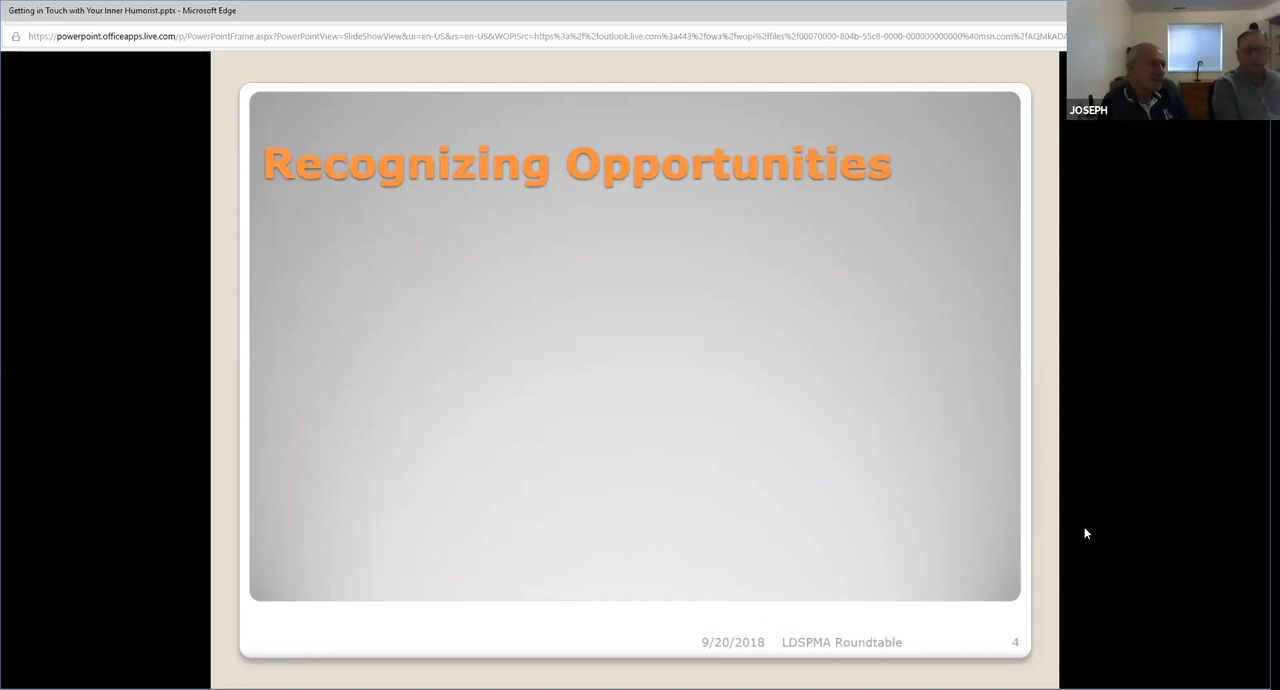 Getting in Touch with Your Inner Humorist.pptx - Microsoft Edge
https://powerpoint.officeapps.live.com/p/PowerPointFrame.aspx?PowerPointView=SlideShowView&ui=en-US&rs=en-US&WOPISrc=https%3a%2f%2foutlook.live.com%3a443%2fowa%2fwopi%2ffiles%2f00070000-804b-55c8-0000-000000000000%40msn.com%2fAQMkADA
JOSEPH
Recognizing Opportunities
9/20/2018 LDSPMA Roundtable 4